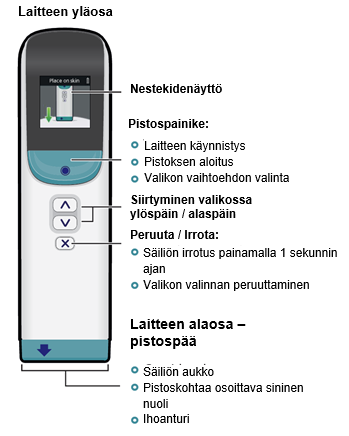 Laitteen yläosa
Place on skin
Nestekidenäyttö
Pistospainike:
Laitteen käynnistys
Pistoksen aloitus
Valikon vaihtoehdon valinta
Siirtyminen valikossa
ylöspäin / alaspäin
Peruuta / Irrota:
Säiliön irrotus painamalla 1 sekunnin
ajan
Valikon valinnan peruuttaminen
Laitteen alaosa –
pistospää
Säiliön aukko
Pistoskohtaa osoittava sininen
nuoli
Ihoanturi